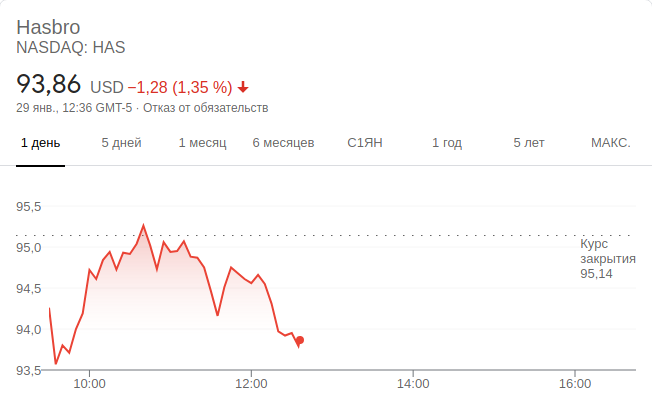 Hasbro
NASDAQ: HAS
93,86 USD −1,28 (1,35 %)
29 янв., 12:36 GMT-5 · Отказ от обязательств
1 день 5 дней 1 месяц 6 месяцев С1ЯН 1 год 5 лет МАКС.
95,5
95,0
94,5
94,0
93,5
Курс
закрытия
95,14
10:00 12:00 14:00 16:00